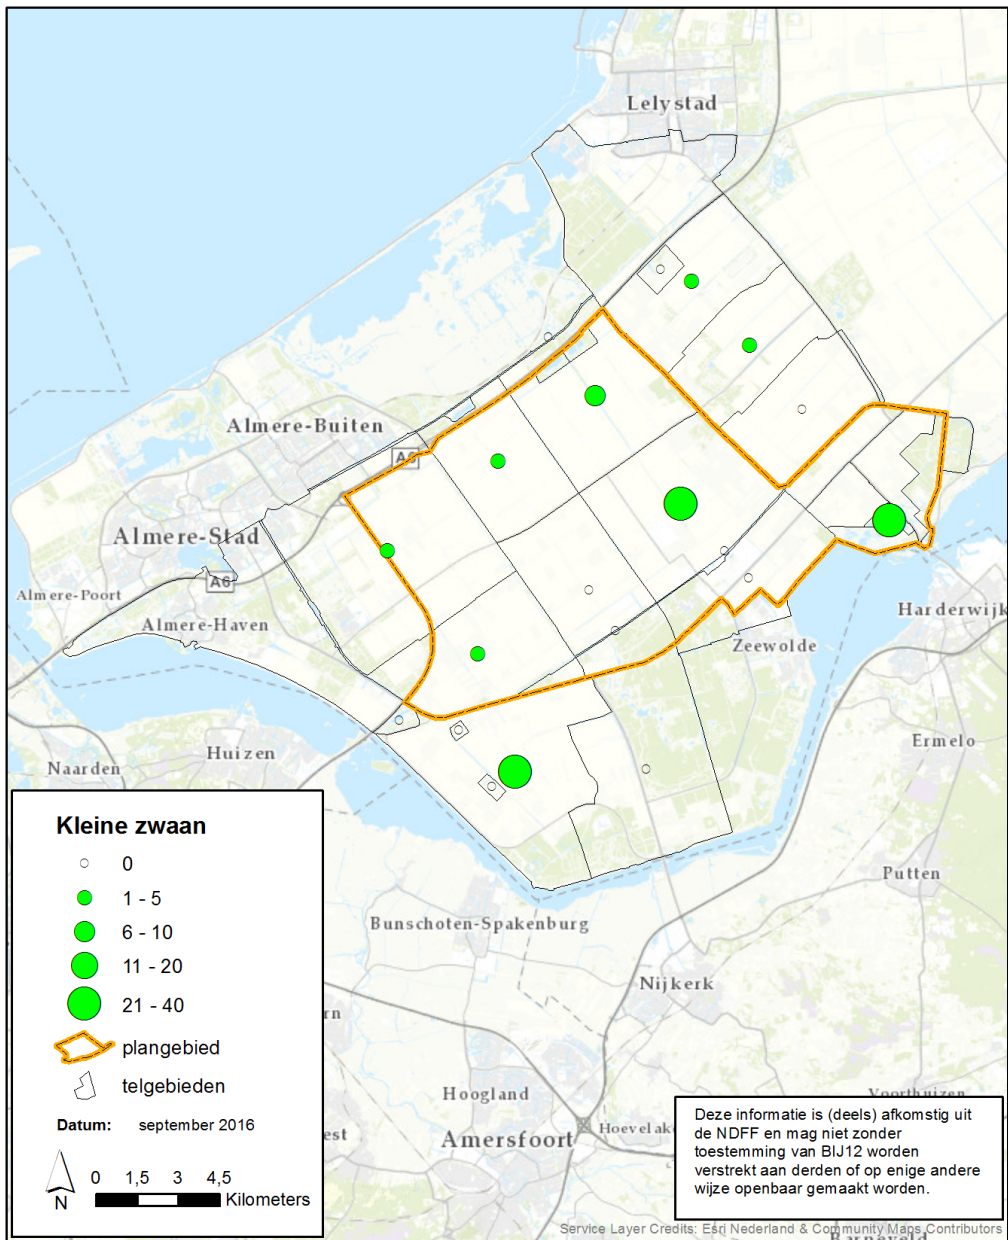 Lelystad
Almere-Buiten
A6
Almere-Stad
A6
Almere-Poort
Almere-Haven
Harderwijk
Zeewolde
Huizen
Naarden
Ermelo
Putten
Bunschoten-Spakenburg
Nijkerk
Hoogland
Voorthuizen
Amersfoort
Hoevelak
Barneveld
Kleine zwaan
0
1 - 5
6 - 10
11 - 20
21 - 40
plangebied
telgebieden
Datum: september 2016
N
0 1,5 3 4,5
Kilometers
Deze informatie is (deels) afkomstig uit
de NDFF en mag niet zonder
toestemming van BIJ12 worden
verstrekt aan derden of op enige andere
wijze openbaar gemaakt worden.
Service Layer Credits: Esri Nederland & Community Maps Contributors